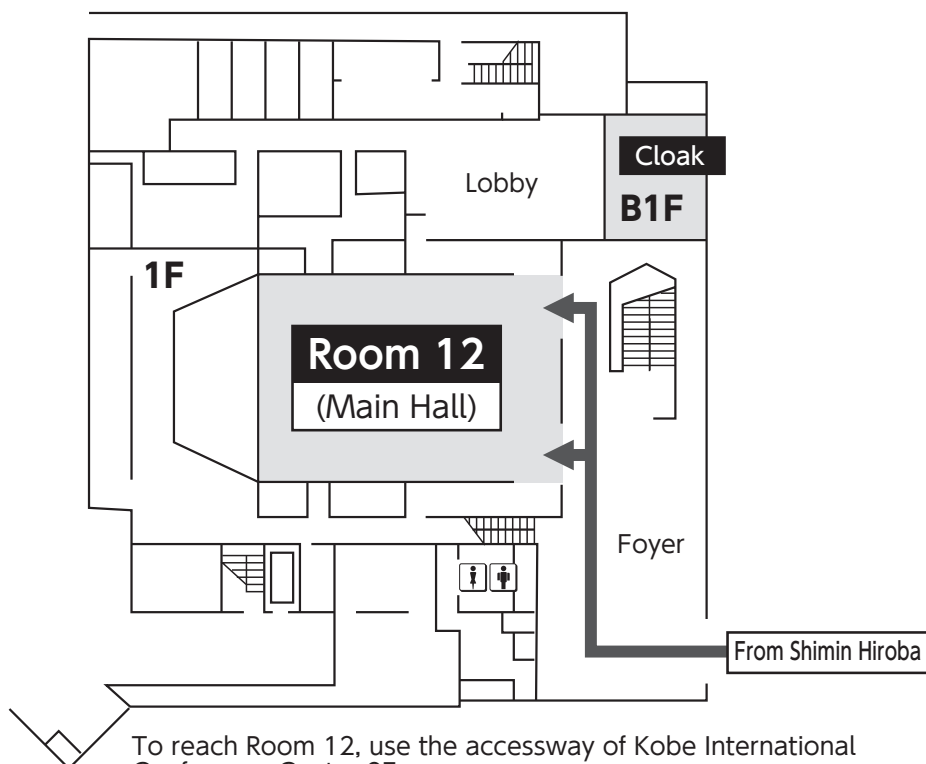 Cloak
Lobby
B1F
1F
Room 12
(Main Hall)
Foyer
From Shimin Hiroba
To reach Room 12, use the accessway of Kobe International